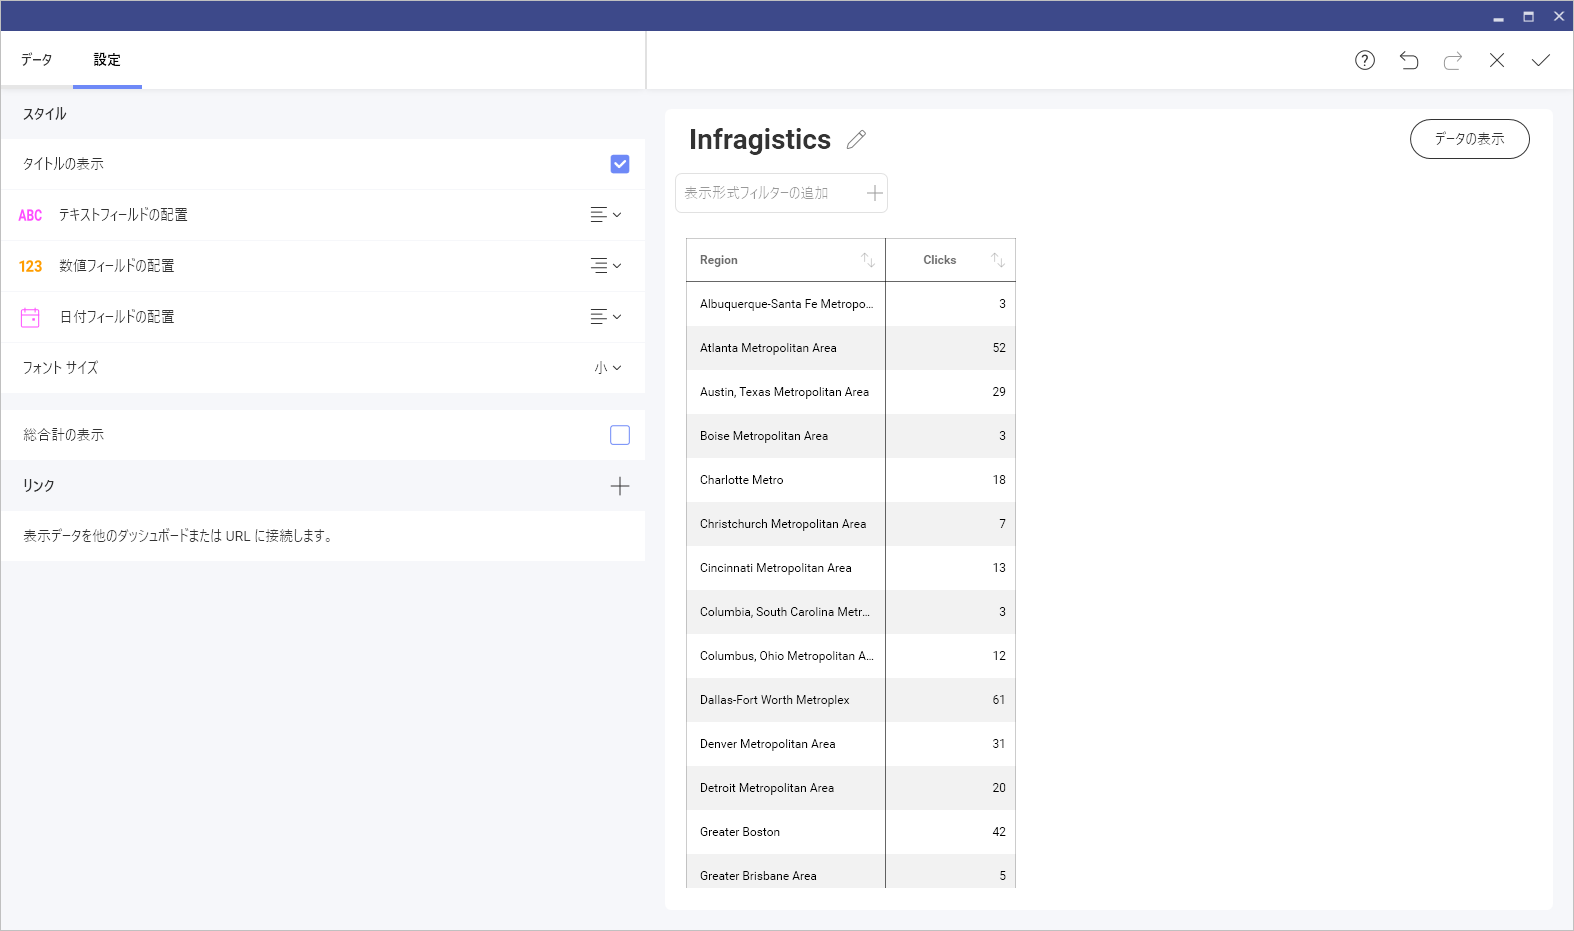 データ 設定
スタイル
タイトルの表示
ABC テキストフィールドの配置
123 数値フィールドの配置
日付フィールドの配置
フォント サイズ 小
総合計の表示
リンク
表示データを他のダッシュボードまたは URL に接続します。
Infragistics
データの表示
表示形式フィルターの追加
Region Clicks
Albuquerque-Santa Fe Metropo... 3
Atlanta Metropolitan Area 52
Austin, Texas Metropolitan Area 29
Boise Metropolitan Area 3
Charlotte Metro 18
Christchurch Metropolitan Area 7
Cincinnati Metropolitan Area 13
Columbia, South Carolina Metr... 3
Columbus, Ohio Metropolitan A... 12
Dallas-Fort Worth Metroplex 61
Denver Metropolitan Area 31
Detroit Metropolitan Area 20
Greater Boston 42
Greater Brisbane Area 5